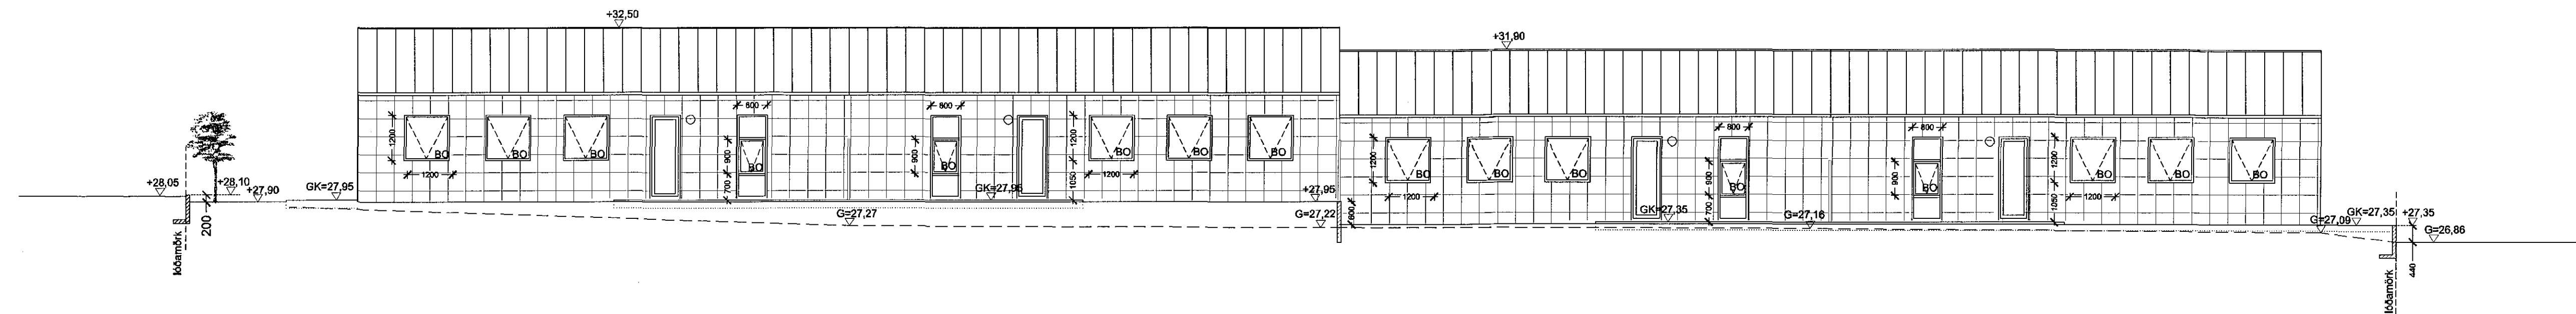 +32,50
+31,90
800
800
1200
BO
BO
BO
900
BO
900
BO
1200
BO
BO
BO
800
800
1200
BO
BO
BO
900
BO
900
BO
1200
BO
BO
BO
1200
700
1050
1200
1200
700
1050
1200
+28,05
+28,10
+27,90
GK=27,95
GK=27,95
+27,95
200
G=27,27
G=27,22
600
GK=27,35
G=27,16
G=27,09
GK=27,35
+27,35
G=26,86
440
lóðamörk
lóðamörk